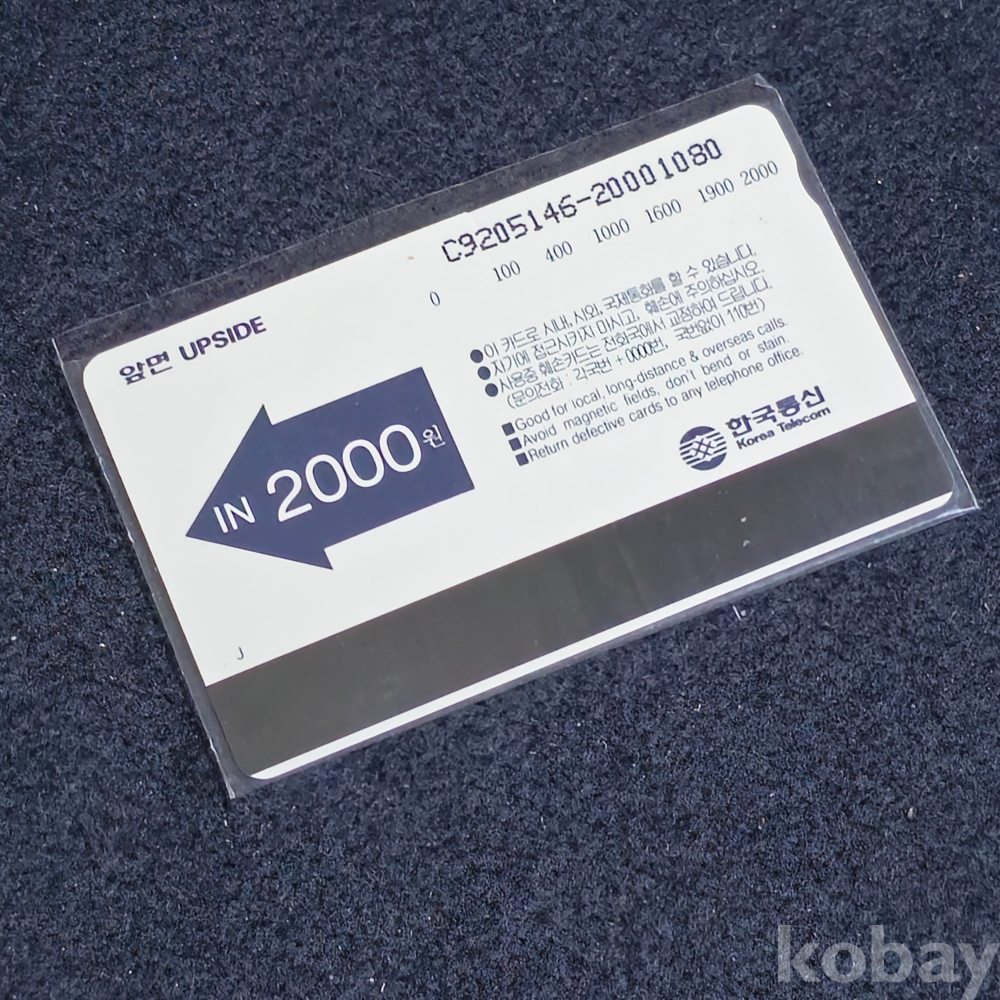 C9205146-20001080
0 100 400 1000 1600 1900 2000
앞면 UPSIDE
●이 카드로 시내, 시외, 국제통화를 할 수 있습니다.
●자기에 접근시키지 마시고, 훼손에 주의하십시오.
●사용중 훼손카드는 전화국에서 교정하여 드립니다.
(문의전화 : 각국번 + 0000번, 국번없이 110번)
■Good for local, long-distance & overseas calls.
■Avoid magnetic fields, don't bend or stain.
■Return defective cards to any telephone office.
IN 2000원
한국통신
Korea Telecom
J
kobay